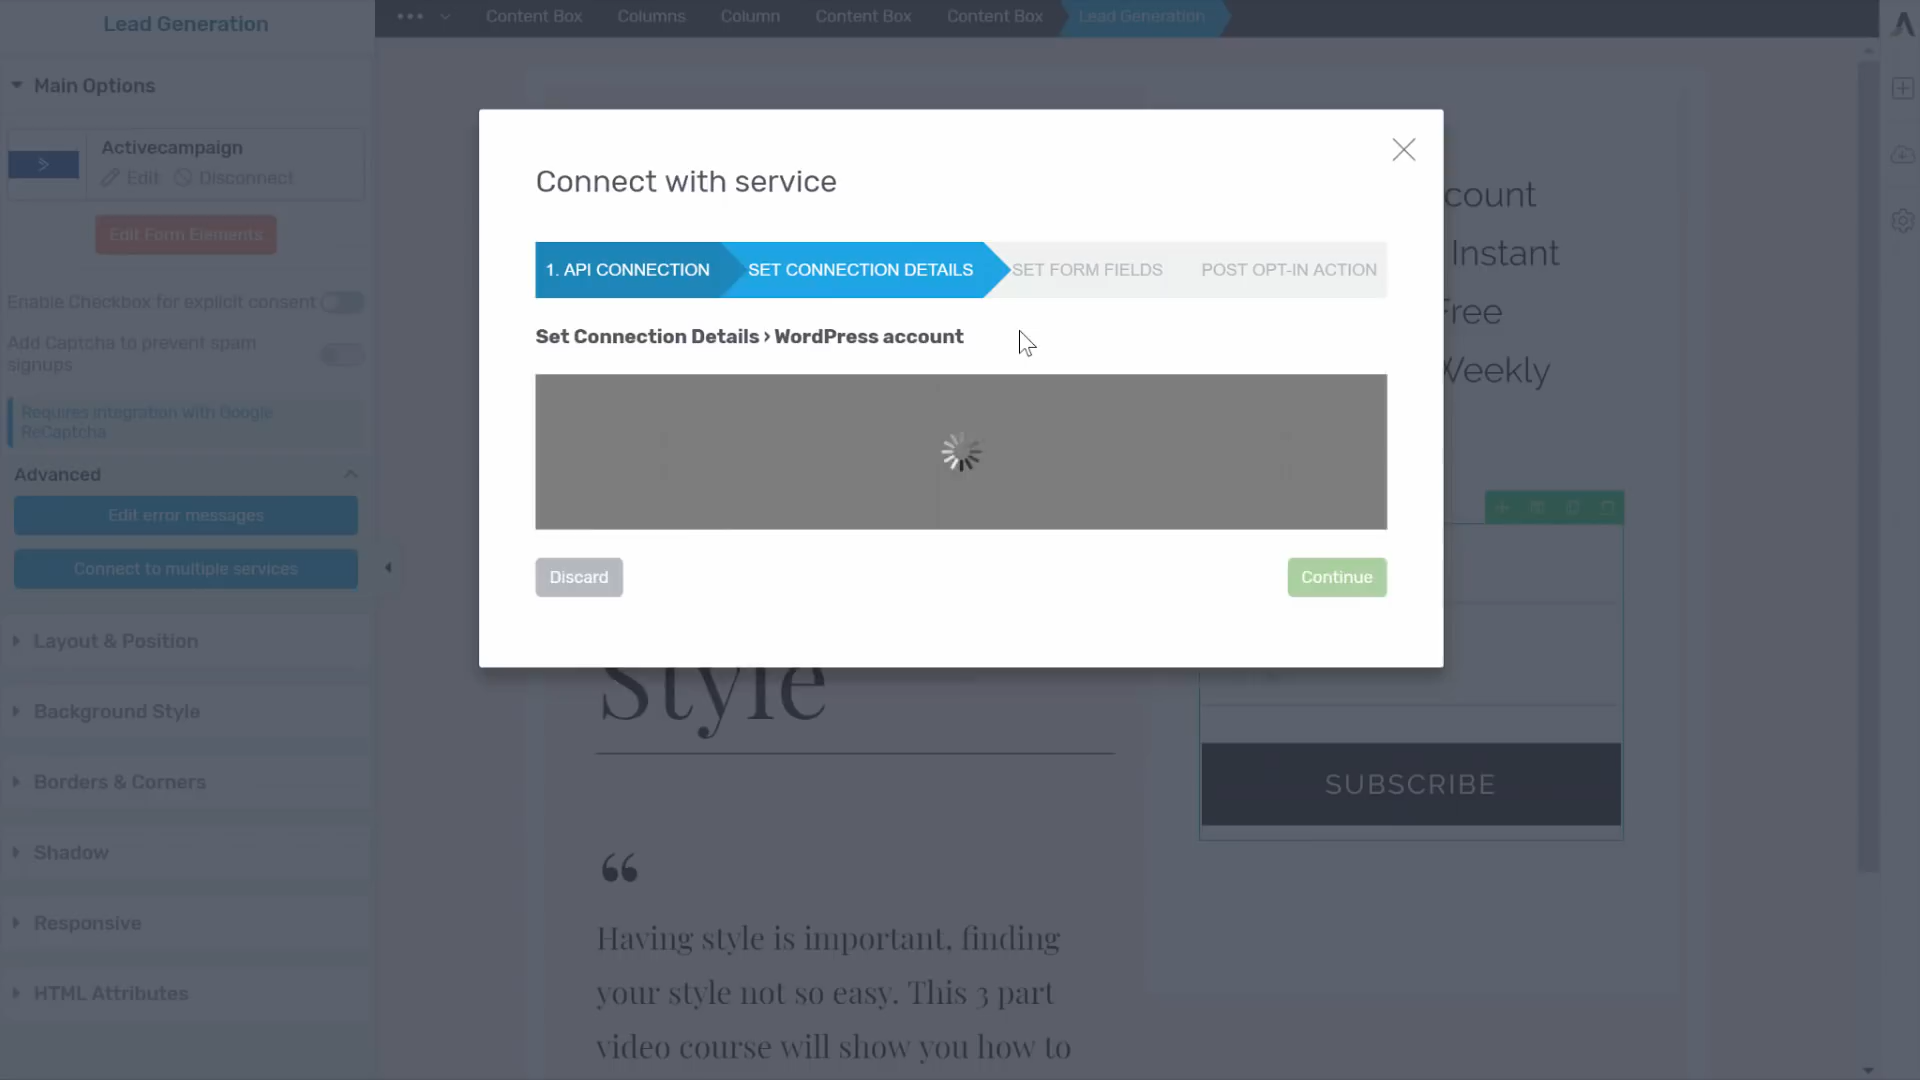 Lead Generation
Content Box
Columns
Column
Content Box
Content Box
Lead Generation
Main Options
Activecampaign
Edit
Disconnect
Edit Form Elements
Enable Checkbox for explicit consent
Add Captcha to prevent spam
signups
Requires integration with Google
ReCaptcha
Advanced
Edit error messages
Connect to multiple services
Layout & Position
Background Style
Borders & Corners
Shadow
Responsive
HTML Attributes
Connect with service
1. API CONNECTION
SET CONNECTION DETAILS
SET FORM FIELDS
POST OPT-IN ACTION
Set Connection Details › WordPress account
Discard
Continue
count
Instant
Free
Weekly
SUBSCRIBE
Style
“
Having style is important, finding
your style not so easy. This 3 part
video course will show you how to